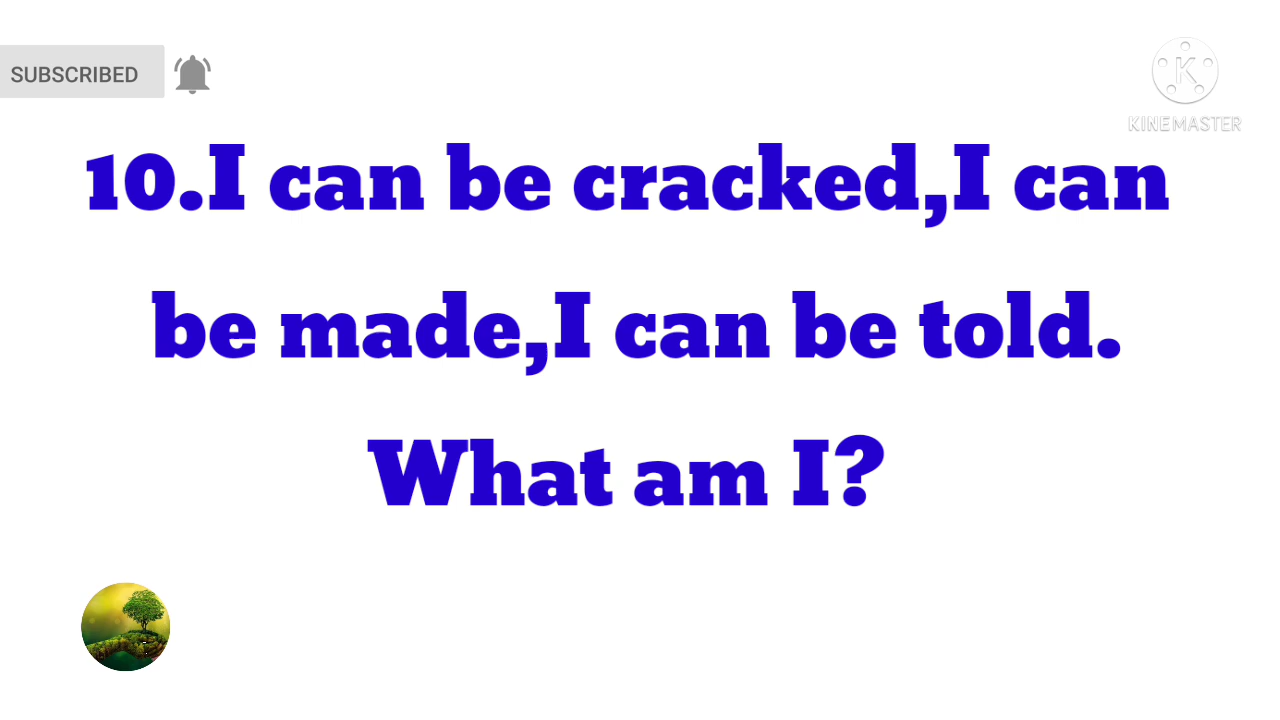 SUBSCRIBED
KINEMASTER
10.I can be cracked,I can
be made,I can be told.
What am I?